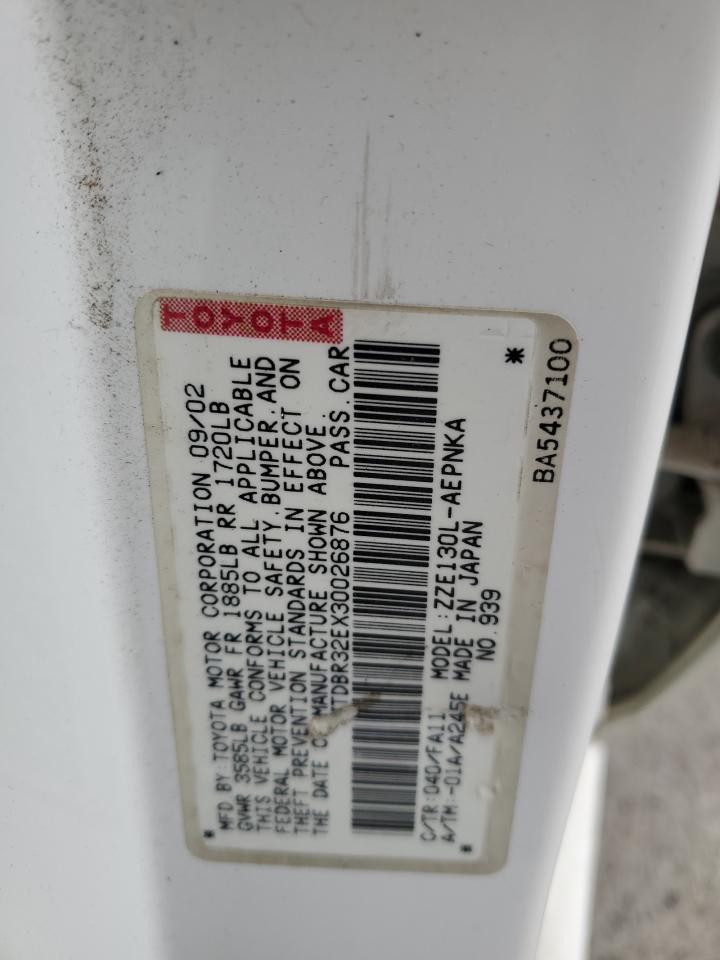 TOYOTA
MFD BY: TOYOTA MOTOR CORPORATION 09/02
GVWR 3585LB GAWR FR 1885LB RR 1720LB
THIS VEHICLE CONFORMS TO ALL APPLICABLE
FEDERAL MOTOR VEHICLE SAFETY, BUMPER, AND
THEFT PREVENTION STANDARDS IN EFFECT ON
THE DATE O MANUFACTURE SHOWN ABOVE.
JTDBR32EX30026876 PASS. CAR
*
C/TR:040/FA11 MODEL:ZZE130L-AEPNKA
A/TM:-01A/A245E MADE IN JAPAN
NO.939
* *
BA5437100